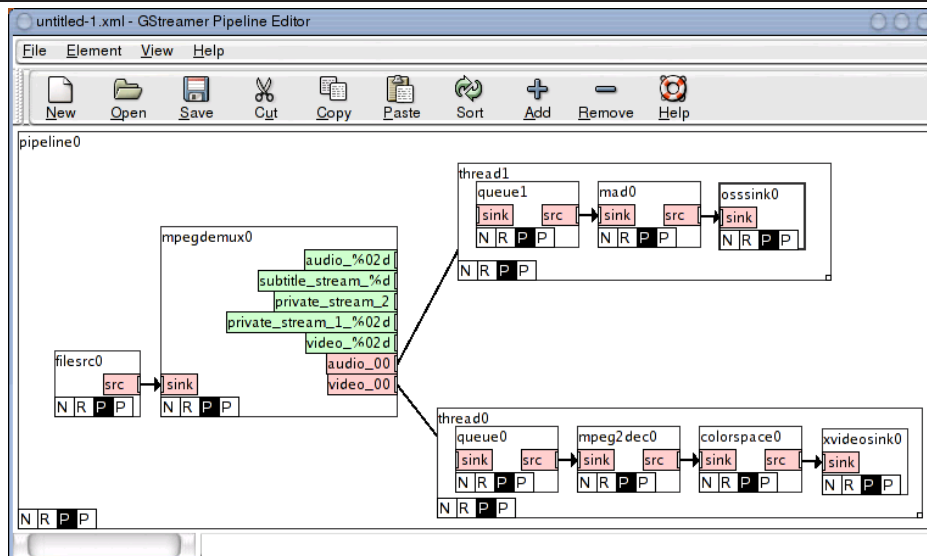 untitled-1.xml - GStreamer Pipeline Editor
File Element View Help
New Open Save Cut Copy Paste Sort Add Remove Help
pipeline0
thread1
queue1 mad0 osssink0
sink src sink src sink
N R P P N R P P N R P P
N R P P
mpegdemux0
audio_%02d
subtitle_stream_%d
private_stream_2
private_stream_1_%02d
video_%02d
audio_00
video_00
sink
N R P P
filesrc0
src
N R P P
thread0
queue0 mpeg2dec0 colorspace0 xvideosink0
sink src sink src sink src sink
N R P P N R P P N R P P N R P P
N R P P
N R P P